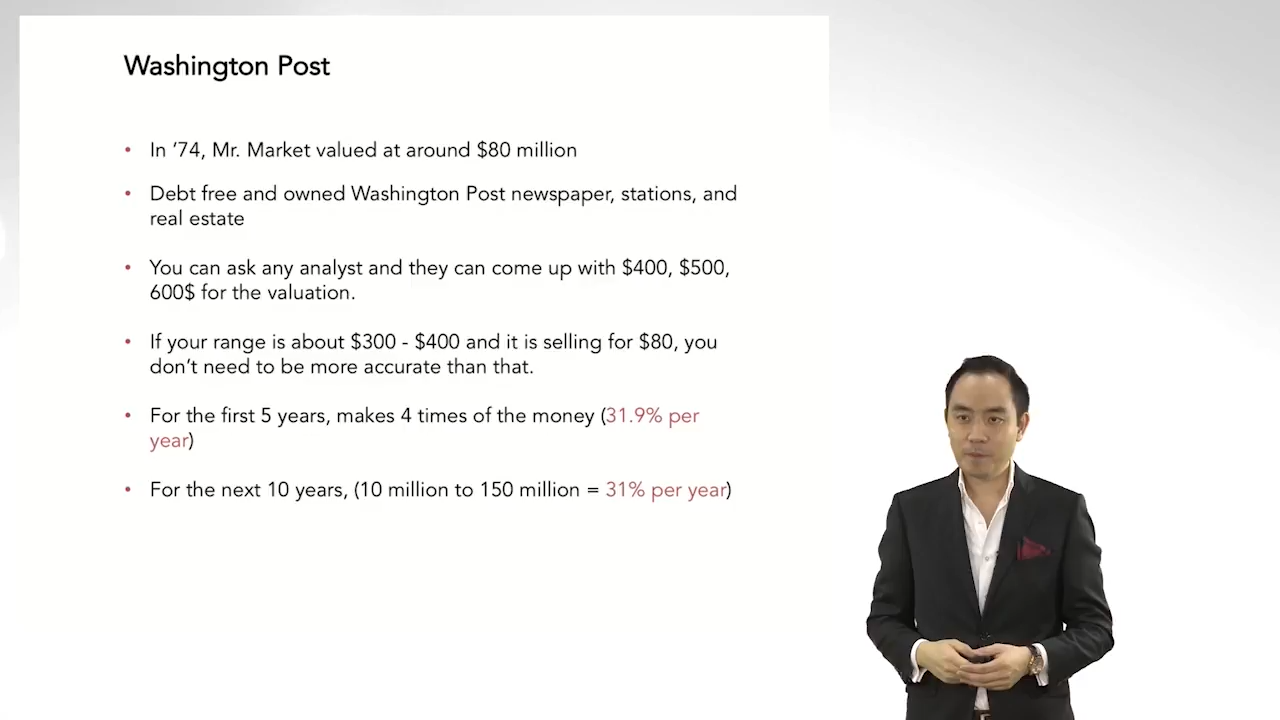 Washington Post
• In ‘74, Mr. Market valued at around $80 million
• Debt free and owned Washington Post newspaper, stations, and
real estate
• You can ask any analyst and they can come up with $400, $500,
600$ for the valuation.
• If your range is about $300 - $400 and it is selling for $80, you
don’t need to be more accurate than that.
• For the first 5 years, makes 4 times of the money (31.9% per
year)
• For the next 10 years, (10 million to 150 million = 31% per year)